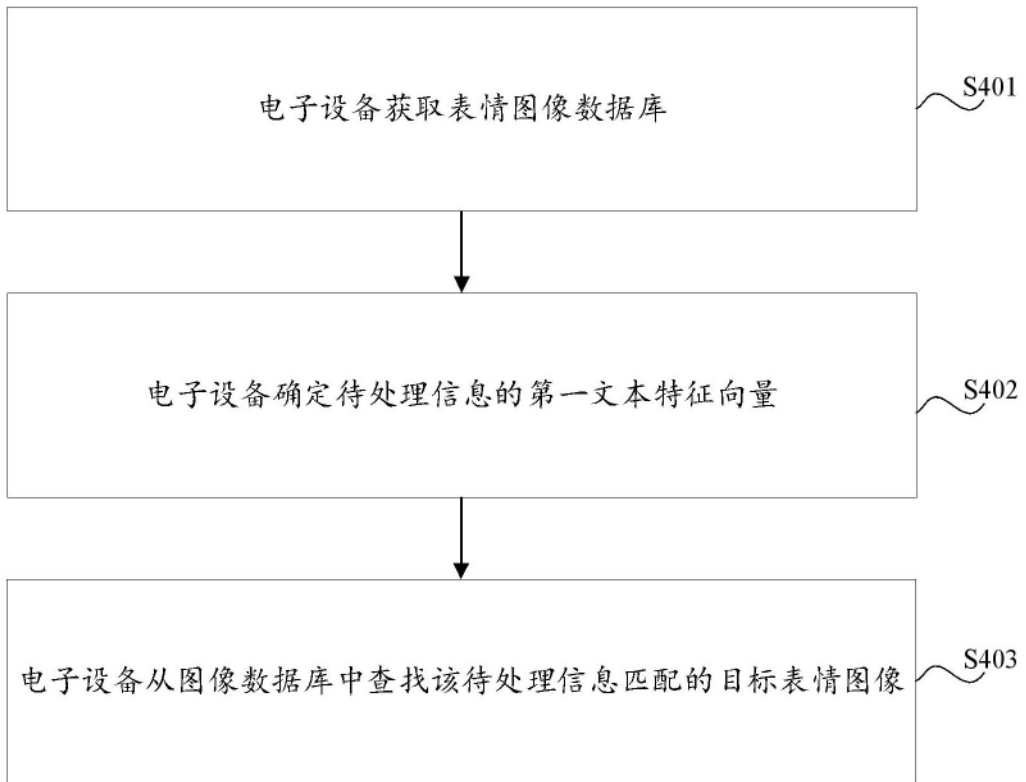 电子设备获取表情图像数据库
S401
电子设备确定待处理信息的第一文本特征向量
S402
电子设备从图像数据库中查找该待处理信息匹配的目标表情图像
S403